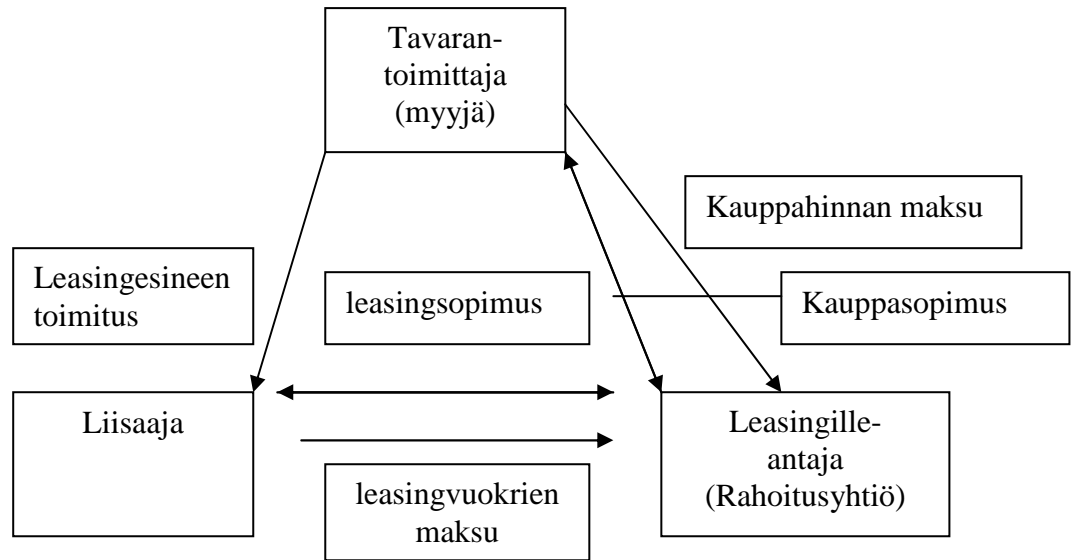 Tavaran-
toimittaja
(myyjä)
Kauppahinnan maksu
Leasingesineen
toimitus
leasingsopimus
Kauppasopimus
Liisaaja
Leasingille-
antaja
(Rahoitusyhtiö)
leasingvuokrien
maksu